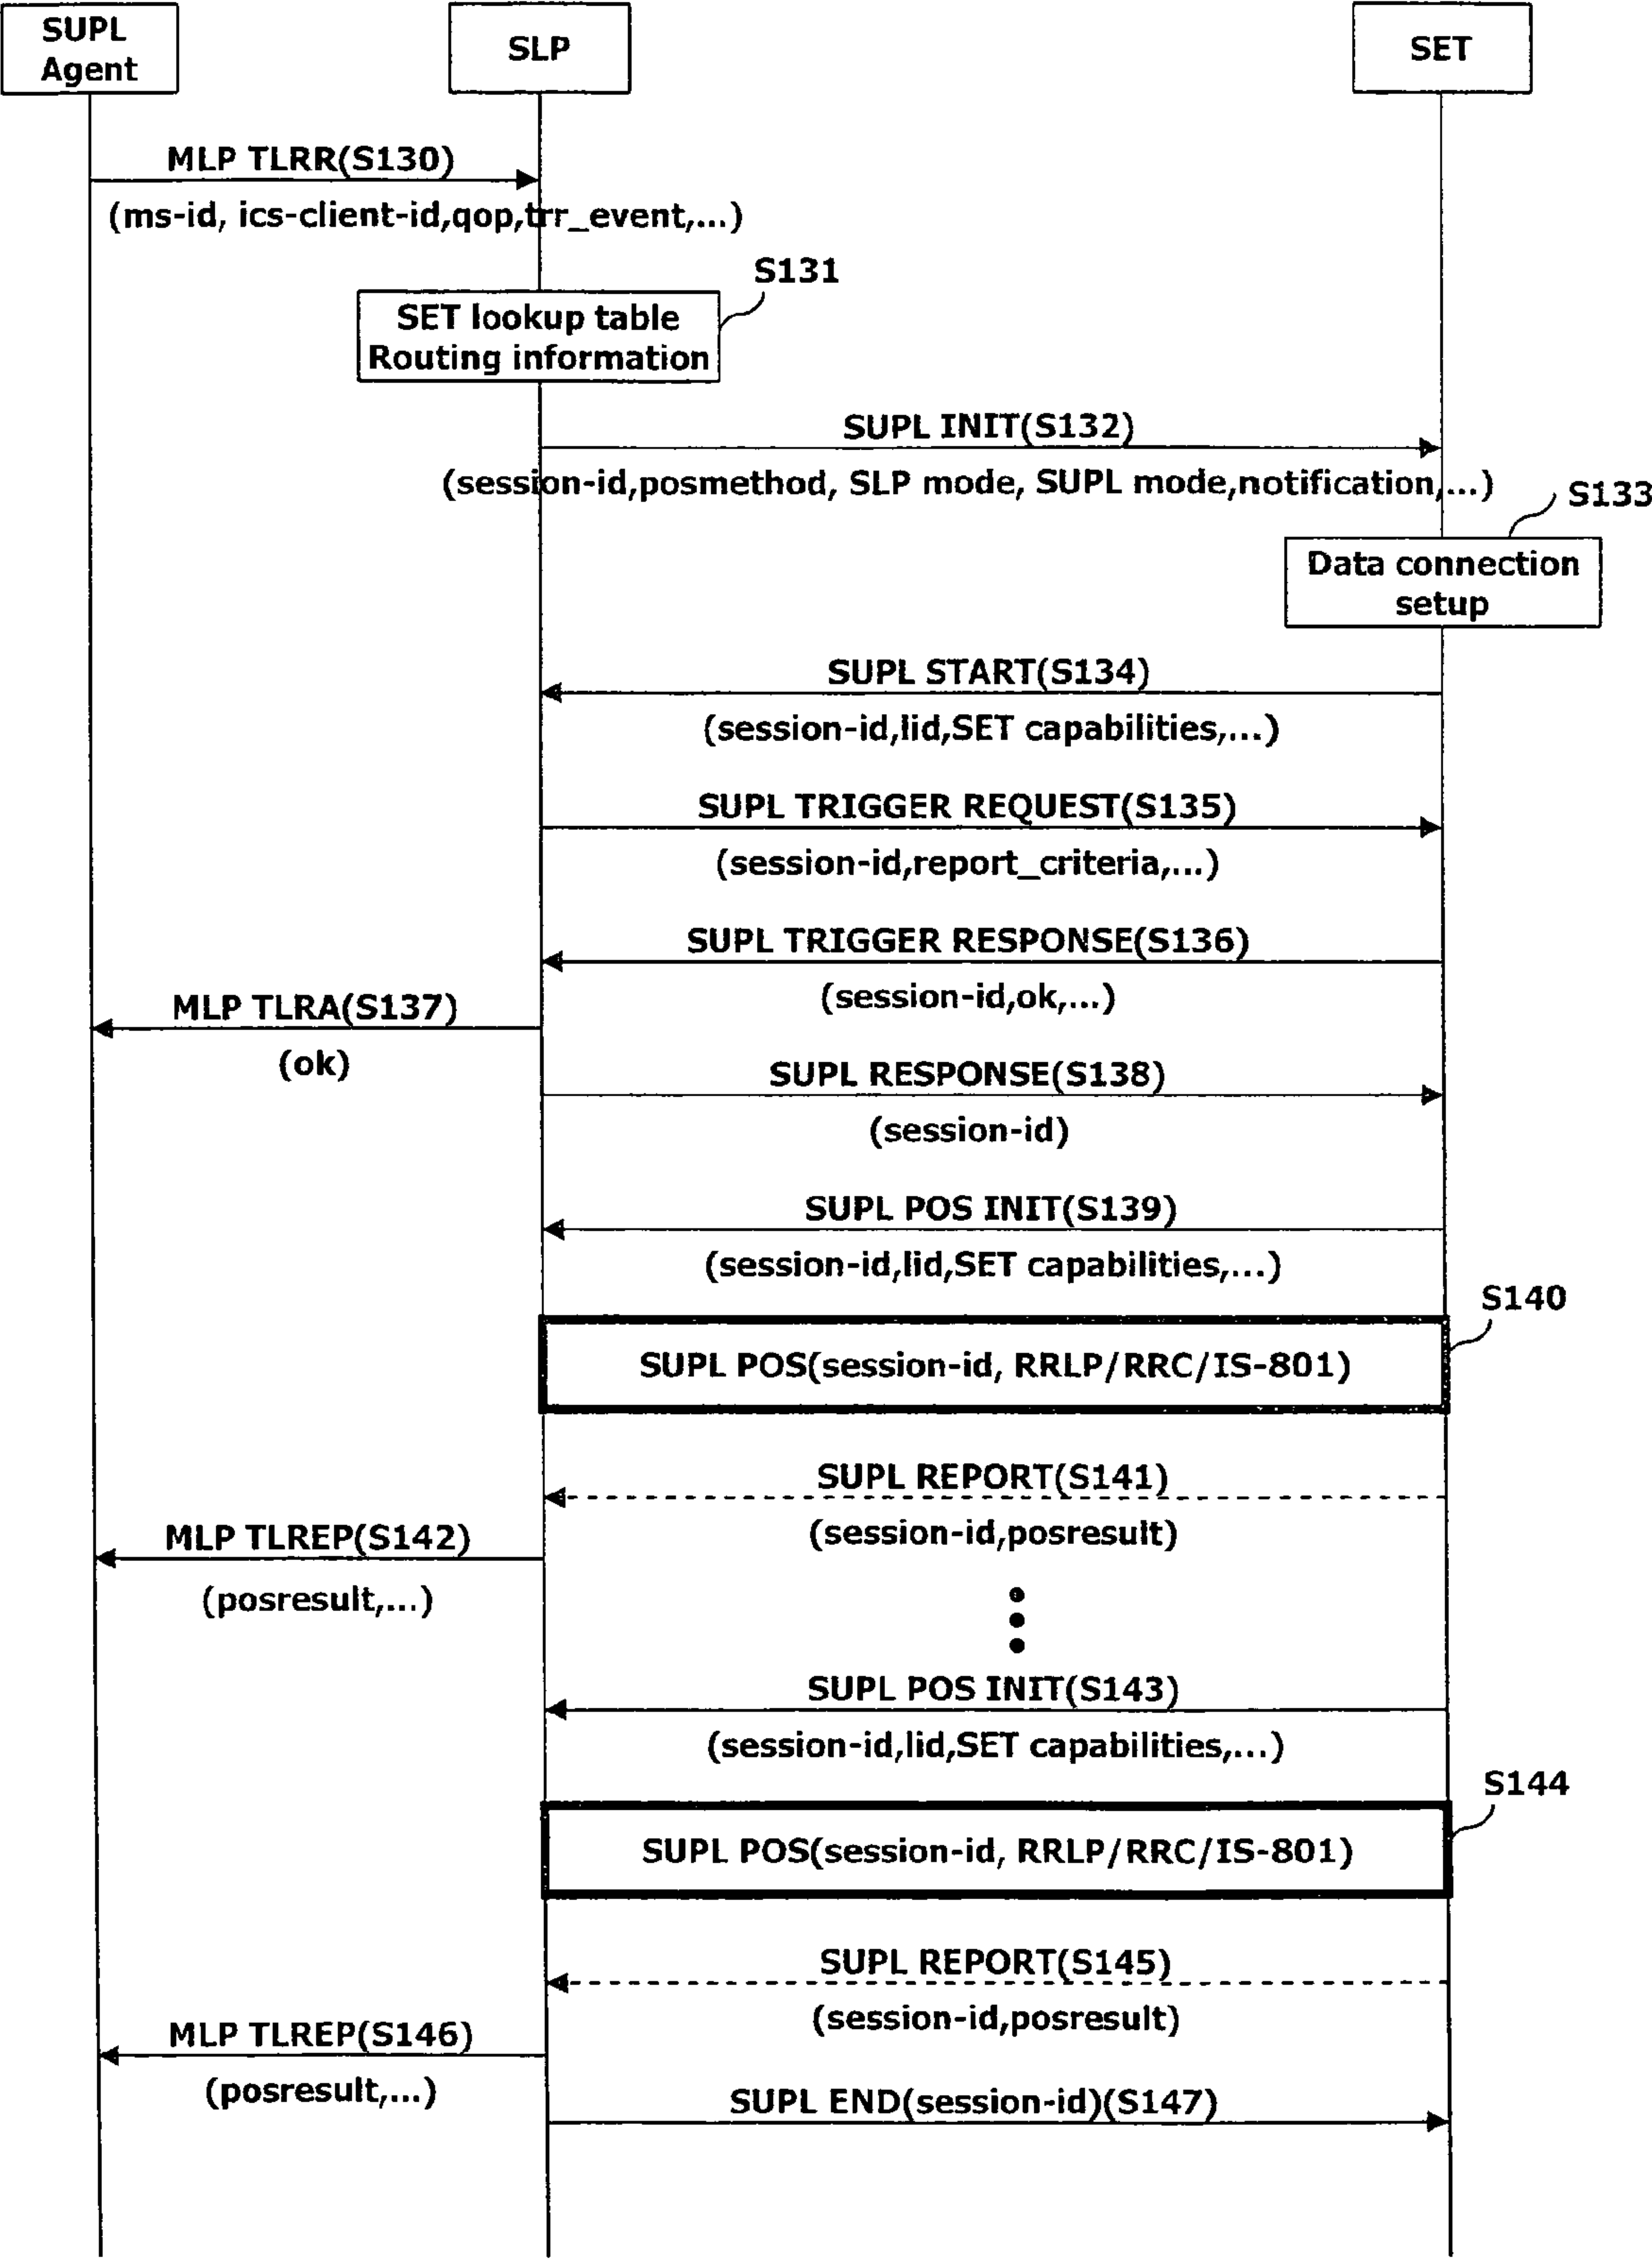 SUPL
Agent
SLP
SET
MLP TLRR(S130)
(ms-id, ics-client-id,qop,trr_event,...)
S131
SET lookup table
Routing information
SUPL INIT(S132)
(session-id,posmethod, SLP mode, SUPL mode,notification,...)
S133
Data connection
setup
SUPL START(S134)
(session-id,lid,SET capabilities,...)
SUPL TRIGGER REQUEST(S135)
(session-id,report_criteria,...)
SUPL TRIGGER RESPONSE(S136)
(session-id,ok,...)
MLP TLRA(S137)
(ok)
SUPL RESPONSE(S138)
(session-id)
SUPL POS INIT(S139)
(session-id,lid,SET capabilities,...)
S140
SUPL POS(session-id, RRLP/RRC/IS-801)
SUPL REPORT(S141)
(session-id,posresult)
MLP TLREP(S142)
(posresult,...)
SUPL POS INIT(S143)
(session-id,lid,SET capabilities,...)
S144
SUPL POS(session-id, RRLP/RRC/IS-801)
SUPL REPORT(S145)
(session-id,posresult)
MLP TLREP(S146)
(posresult,...)
SUPL END(session-id)(S147)